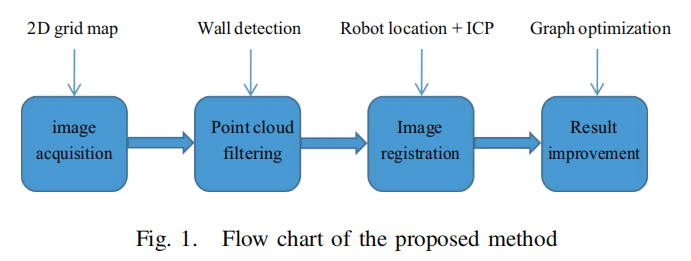 2D grid map
Wall detection
Robot location + ICP
Graph optimization
image
acquisition
Point cloud
filtering
Image
registration
Result
improvement
Fig. 1. Flow chart of the proposed method